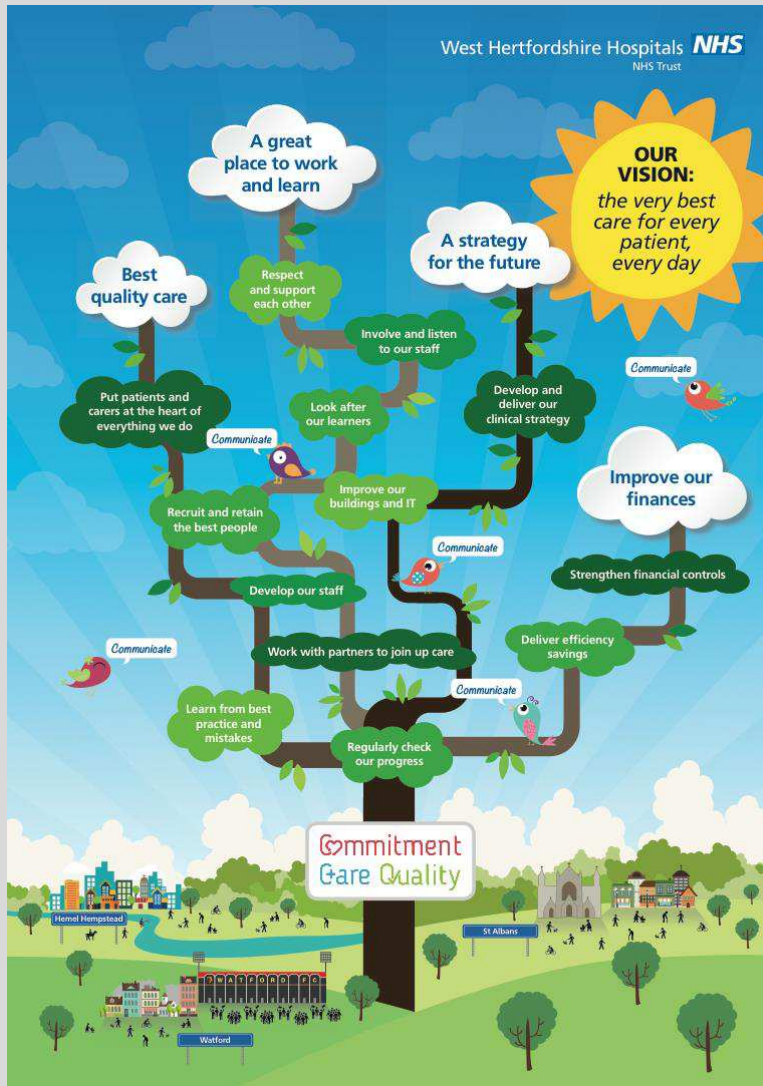 West Hertfordshire Hospitals NHS
NHS Trust
OUR
VISION:
the very best
care for every
patient,
every day
A great
place to work
and learn
A strategy
for the future
Best
quality care
Respect
and support
each other
Involve and listen
to our staff
Communicate
Put patients and
carers at the heart of
everything we do
Look after
our learners
Develop and
deliver our
clinical strategy
Communicate
Improve our
finances
Recruit and retain
the best people
Improve our
buildings and IT
Communicate
Strengthen financial controls
Develop our staff
Communicate
Work with partners to join up care
Deliver efficiency
savings
Communicate
Learn from best
practice and
mistakes
Regularly check
our progress
Commitment
Care Quality
Hemel Hempstead
St Albans
WATFORD FC
Watford